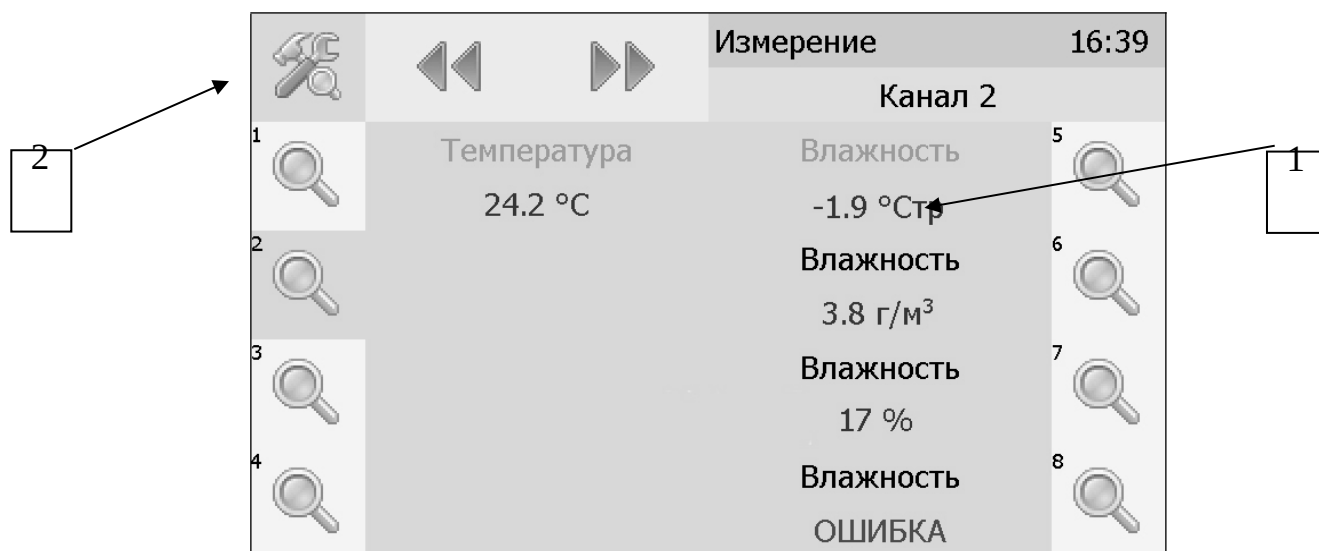 Измерение 16:39
Канал 2
2
1
1
Температура
24.2 °C
Влажность
-1.9 °Cтр
5
2
Влажность
3.8 г/м³
6
3
Влажность
17 %
7
4
Влажность
ОШИБКА
8